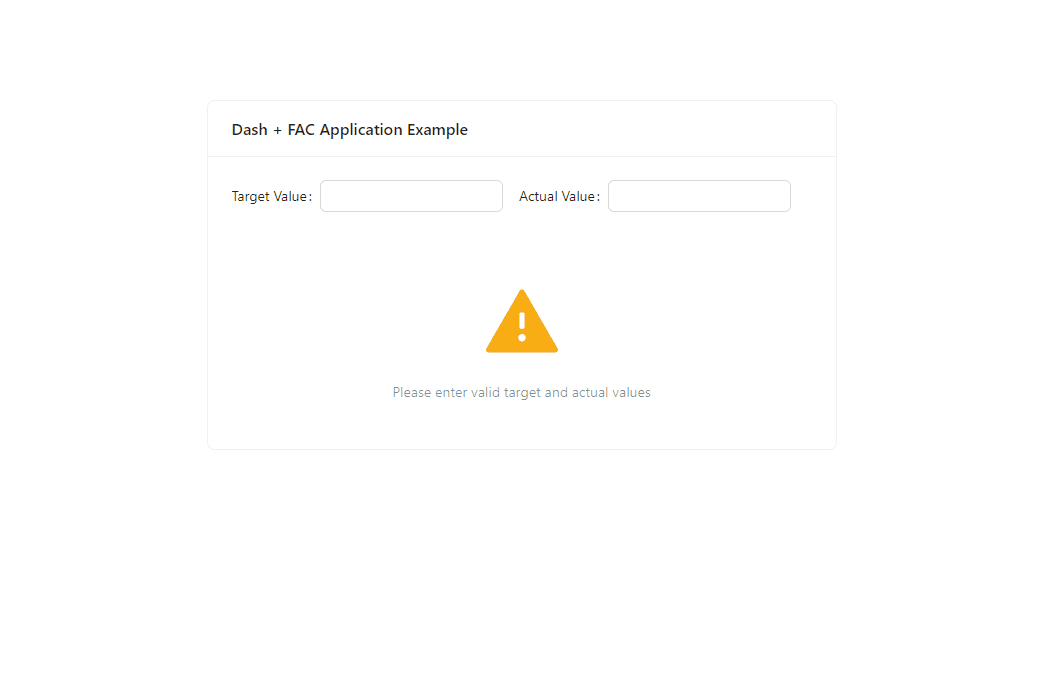 Dash + FAC Application Example
Target Value: Actual Value:
Please enter valid target and actual values